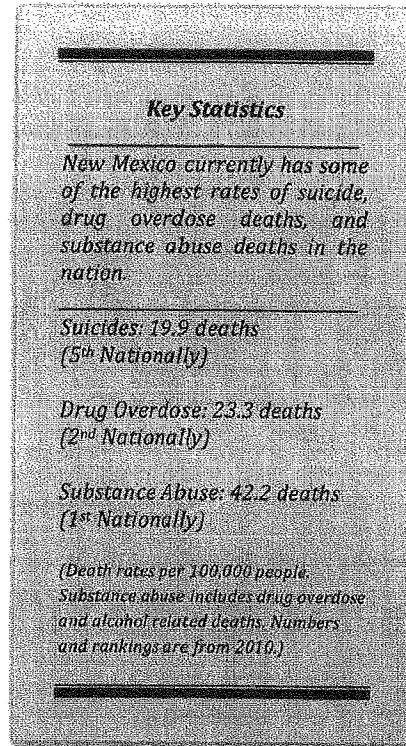 Key Statistics
New Mexico currently has some
of the highest rates of suicide,
drug overdose deaths, and
substance abuse deaths in the
nation.
Suicides: 19.9 deaths
(5th Nationally)
Drug Overdose: 23.3 deaths
(2nd Nationally)
Substance Abuse: 42.2 deaths
(1st Nationally)
(Death rates per 100,000 people.
Substance abuse includes drug overdose
and alcohol related deaths. Numbers
and rankings are from 2010.)